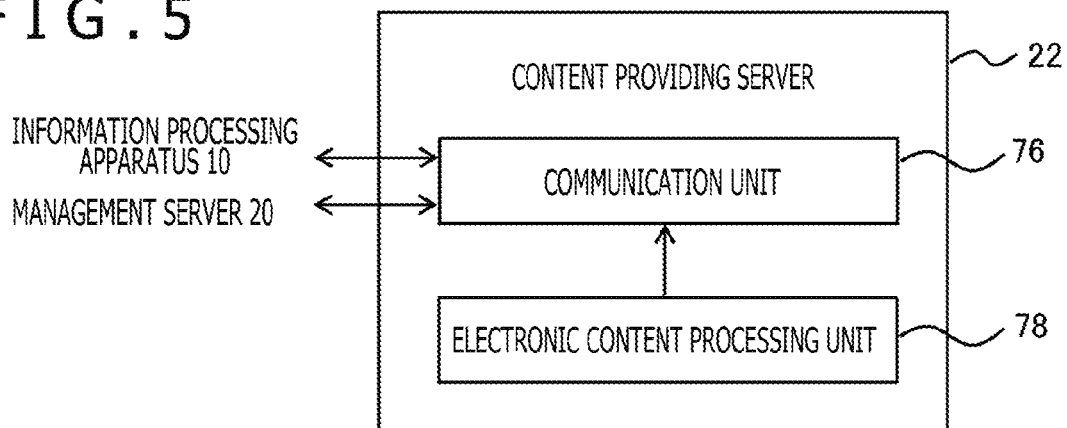 FIG.5
CONTENT PROVIDING SERVER
22
INFORMATION PROCESSING
APPARATUS 10
MANAGEMENT SERVER 20
COMMUNICATION UNIT
76
ELECTRONIC CONTENT PROCESSING UNIT
78